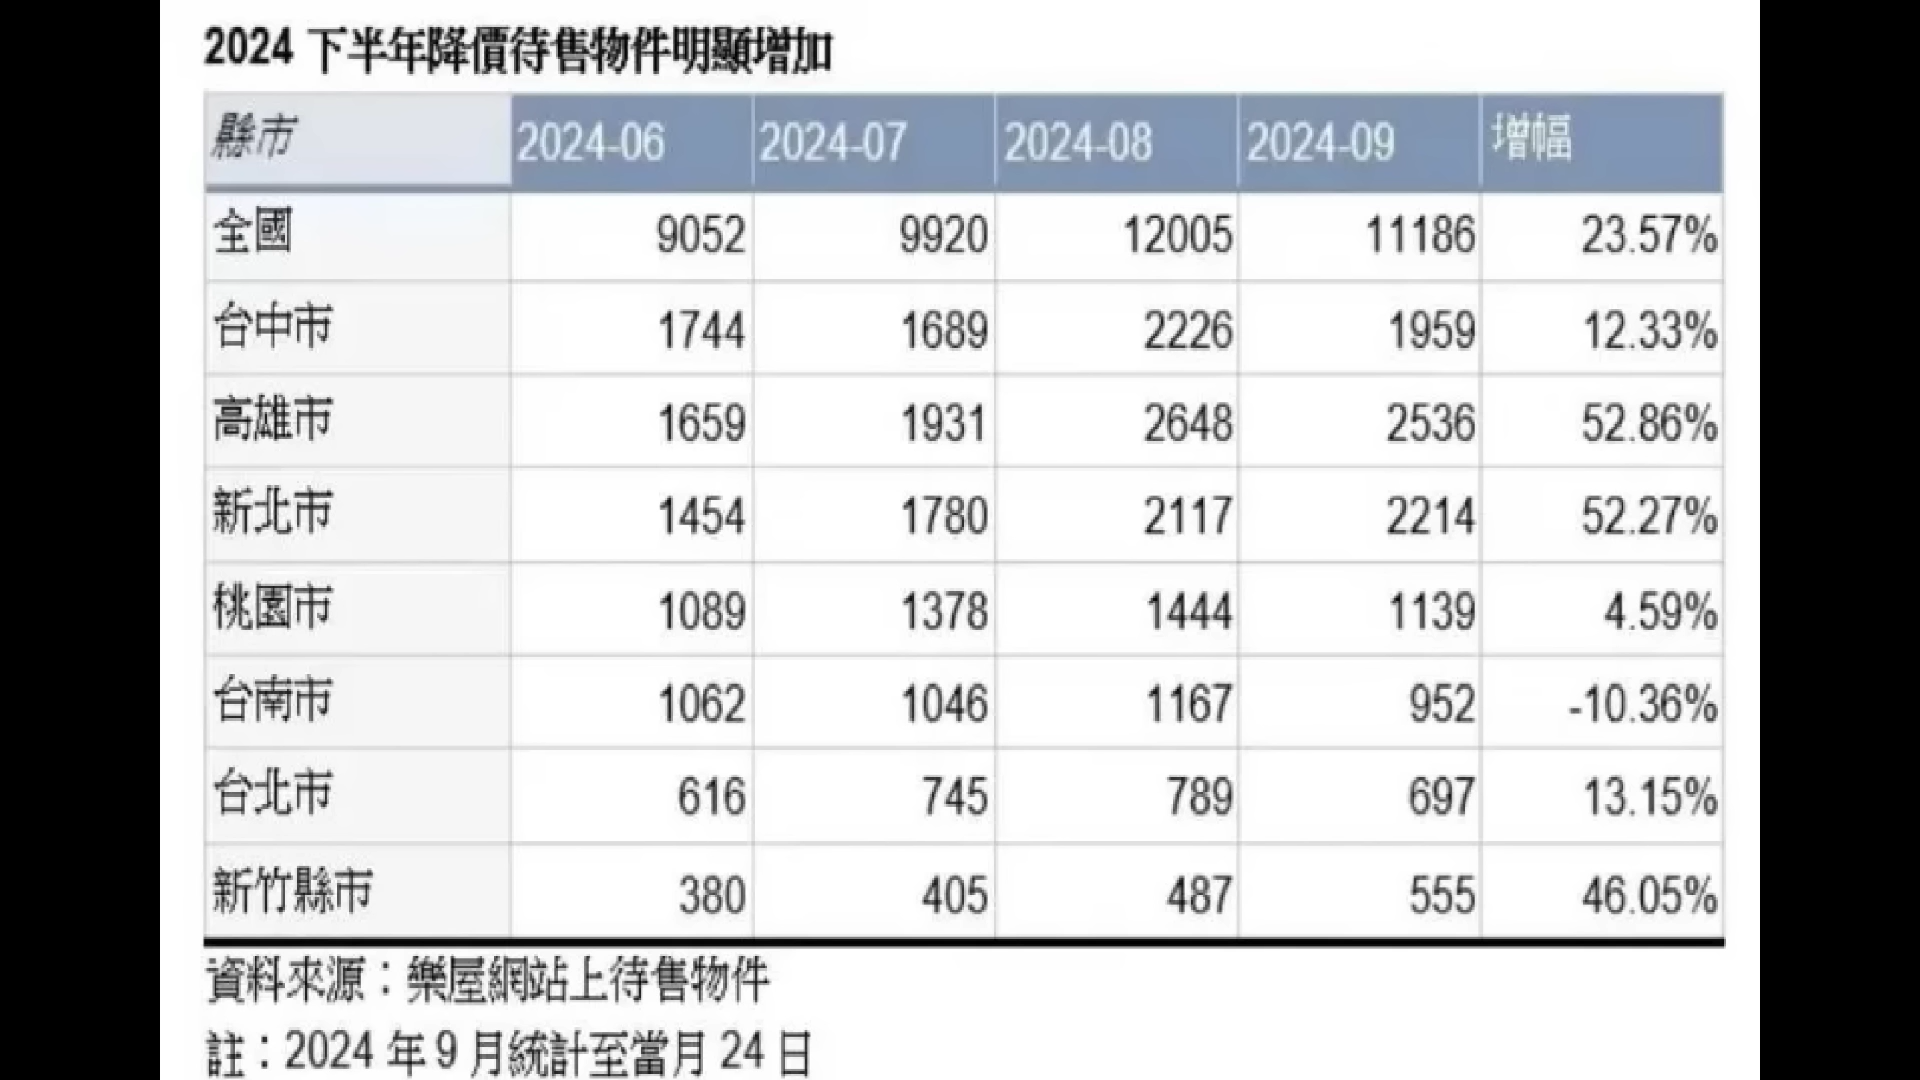 2024 下半年降價待售物件明顯增加
縣市 2024-06 2024-07 2024-08 2024-09 增幅
全國 9052 9920 12005 11186 23.57%
台中市 1744 1689 2226 1959 12.33%
高雄市 1659 1931 2648 2536 52.86%
新北市 1454 1780 2117 2214 52.27%
桃園市 1089 1378 1444 1139 4.59%
台南市 1062 1046 1167 952 -10.36%
台北市 616 745 789 697 13.15%
新竹縣市 380 405 487 555 46.05%
資料來源：樂屋網站上待售物件
註：2024 年 9 月統計至當月 24 日